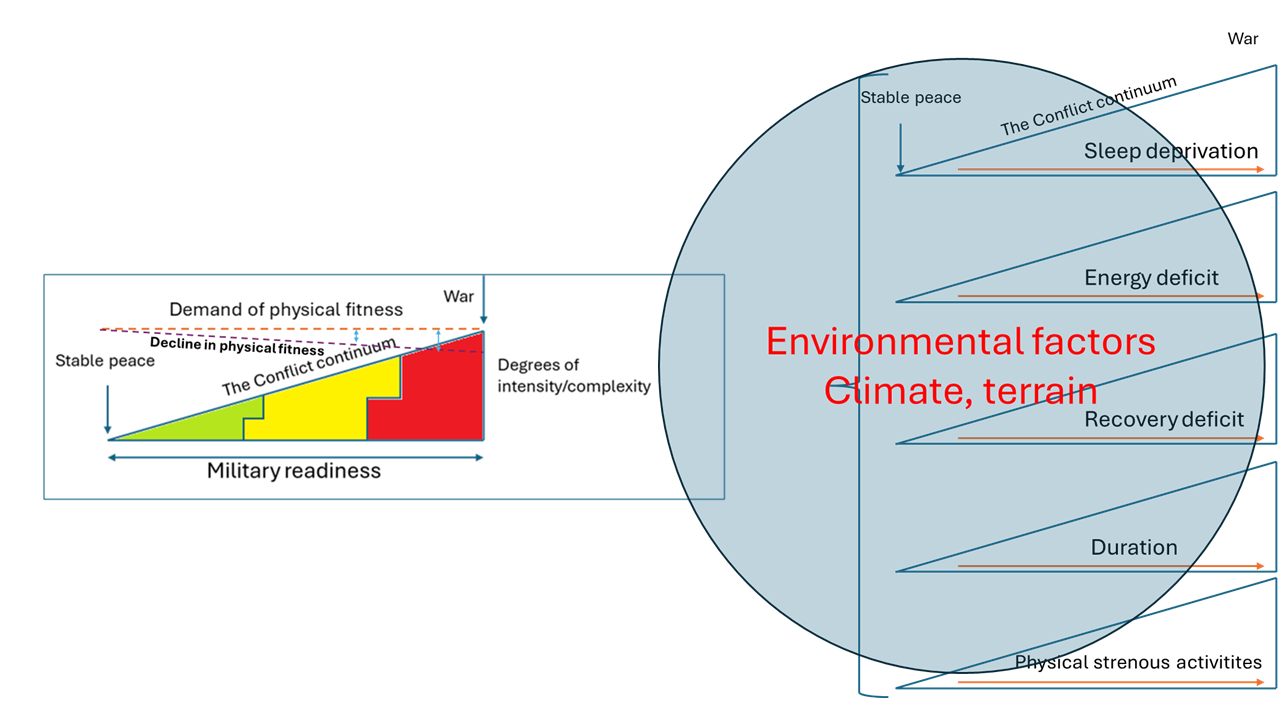 Demand of physical fitness
War
Decline in physical fitness
Stable peace
The Conflict continuum
Degrees of
intensity/complexity
Military readiness
War
Stable peace
The Conflict continuum
Sleep deprivation
Energy deficit
Environmental factors
Climate, terrain
Recovery deficit
Duration
Physical strenous activitites